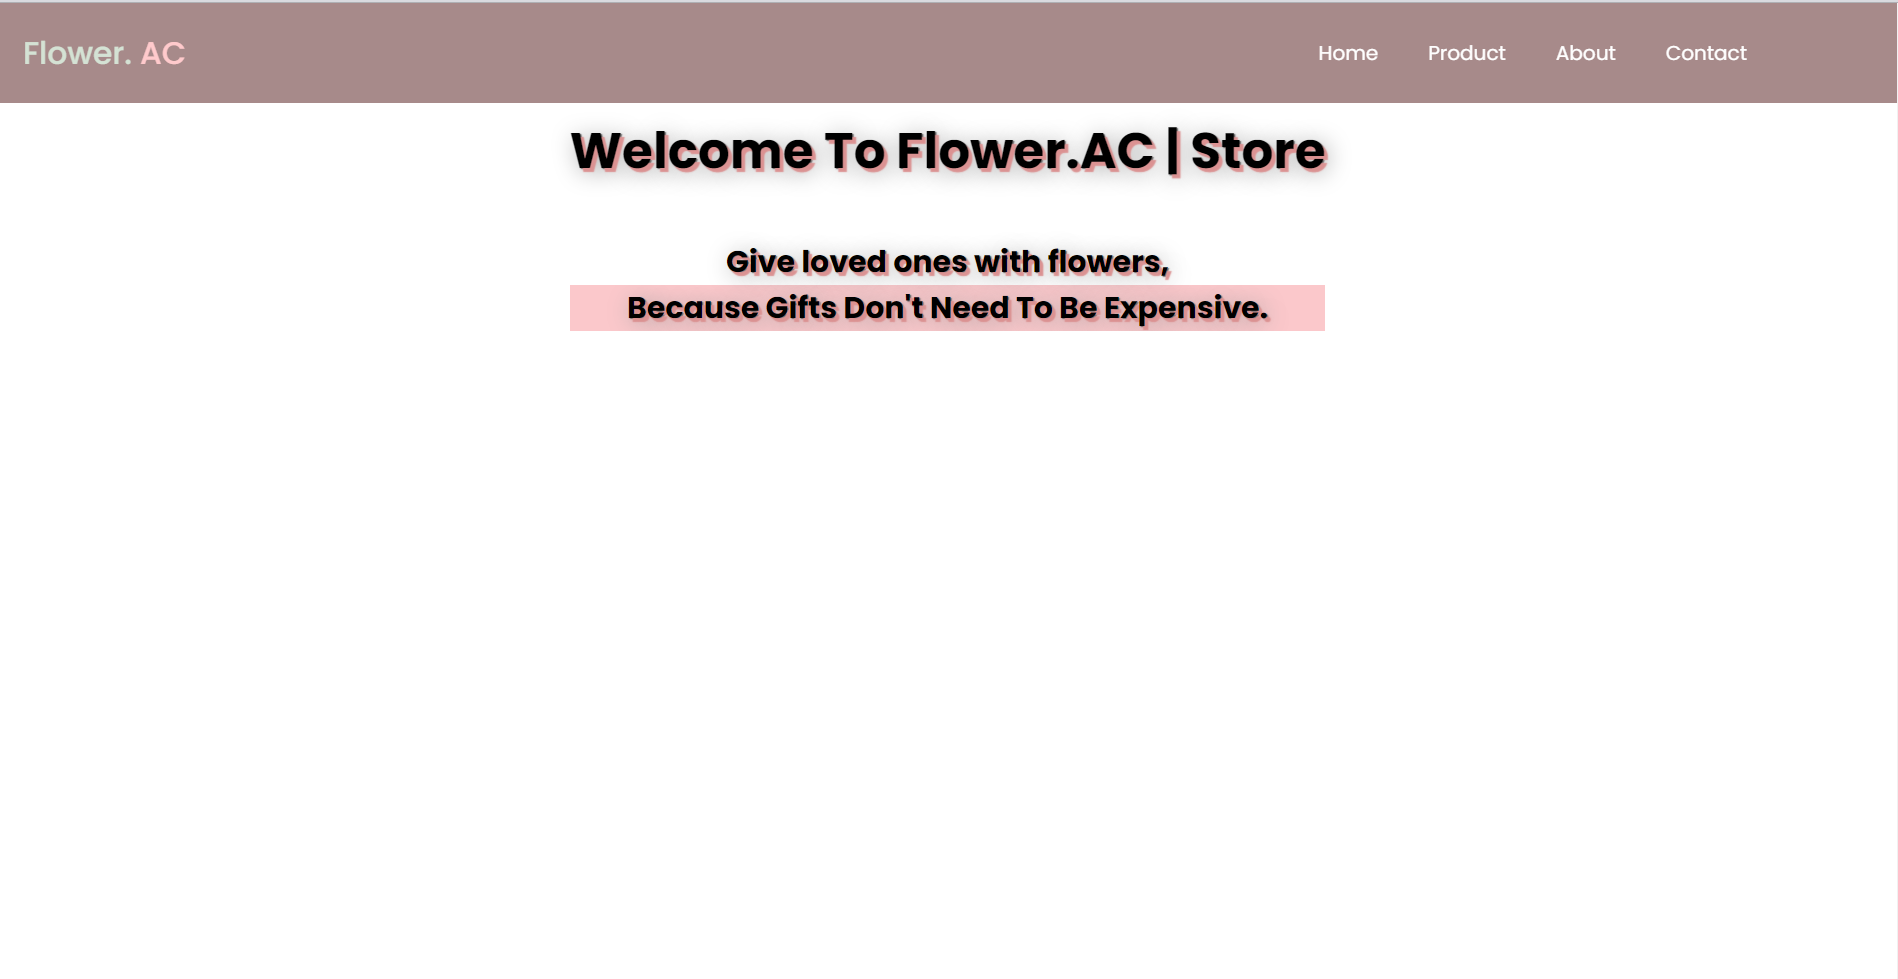 Flower. AC
Home Product About Contact
Welcome To Flower.AC | Store
Give loved ones with flowers,
Because Gifts Don't Need To Be Expensive.